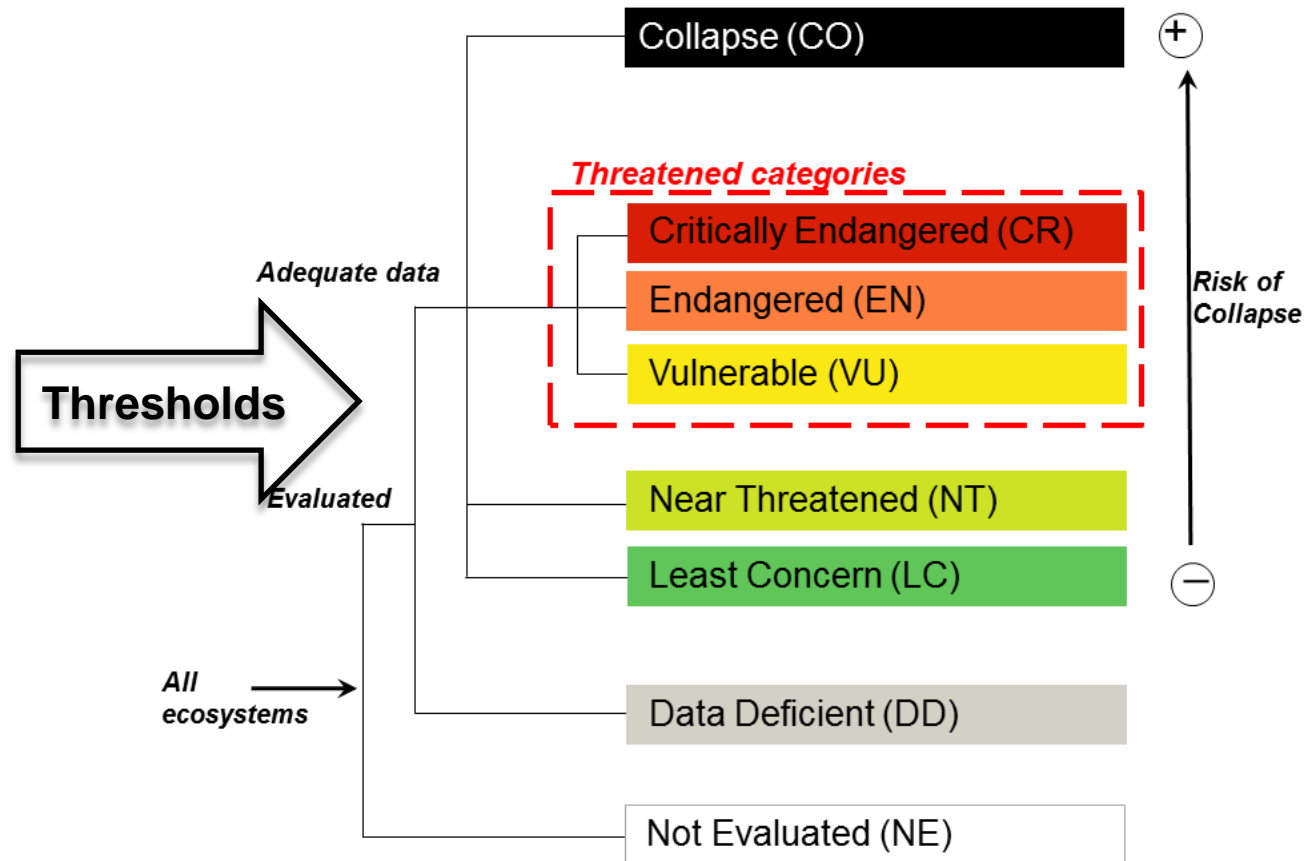 Collapse (CO)
+
Threatened categories
Critically Endangered (CR)
Adequate data
Endangered (EN)
Risk of
Collapse
Vulnerable (VU)
Thresholds
Evaluated
Near Threatened (NT)
Least Concern (LC)
−
All
ecosystems
Data Deficient (DD)
Not Evaluated (NE)